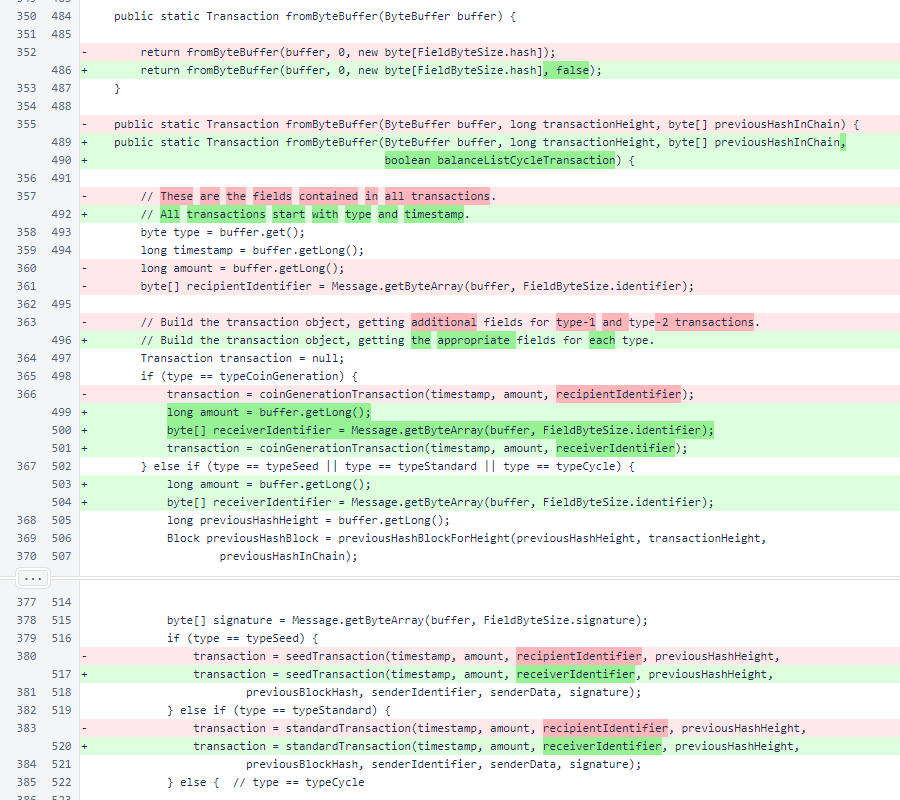 350 484 public static Transaction fromByteBuffer(ByteBuffer buffer) {
351 485
352 - return fromByteBuffer(buffer, 0, new byte[FieldByteSize.hash]);
486 + return fromByteBuffer(buffer, 0, new byte[FieldByteSize.hash], false);
353 487 }
354 488
355 - public static Transaction fromByteBuffer(ByteBuffer buffer, long transactionHeight, byte[] previousHashInChain) {
489 + public static Transaction fromByteBuffer(ByteBuffer buffer, long transactionHeight, byte[] previousHashInChain,
490 + boolean balanceListCycleTransaction) {
356 491
357 - // These are the fields contained in all transactions.
492 + // All transactions start with type and timestamp.
358 493 byte type = buffer.get();
359 494 long timestamp = buffer.getLong();
360 - long amount = buffer.getLong();
361 - byte[] recipientIdentifier = Message.getByteArray(buffer, FieldByteSize.identifier);
362 495
363 - // Build the transaction object, getting additional fields for type-1 and type-2 transactions.
496 + // Build the transaction object, getting the appropriate fields for each type.
364 497 Transaction transaction = null;
365 498 if (type == typeCoinGeneration) {
366 - transaction = coinGenerationTransaction(timestamp, amount, recipientIdentifier);
499 + long amount = buffer.getLong();
500 + byte[] receiverIdentifier = Message.getByteArray(buffer, FieldByteSize.identifier);
501 + transaction = coinGenerationTransaction(timestamp, amount, receiverIdentifier);
367 502 } else if (type == typeSeed || type == typeStandard || type == typeCycle) {
503 + long amount = buffer.getLong();
504 + byte[] receiverIdentifier = Message.getByteArray(buffer, FieldByteSize.identifier);
368 505 long previousHashHeight = buffer.getLong();
369 506 Block previousHashBlock = previousHashBlockForHeight(previousHashHeight, transactionHeight,
370 507 previousHashInChain);
...
377 514
378 515 byte[] signature = Message.getByteArray(buffer, FieldByteSize.signature);
379 516 if (type == typeSeed) {
380 - transaction = seedTransaction(timestamp, amount, recipientIdentifier, previousHashHeight,
517 + transaction = seedTransaction(timestamp, amount, receiverIdentifier, previousHashHeight,
381 518 previousBlockHash, senderIdentifier, senderData, signature);
382 519 } else if (type == typeStandard) {
383 - transaction = standardTransaction(timestamp, amount, recipientIdentifier, previousHashHeight,
520 + transaction = standardTransaction(timestamp, amount, receiverIdentifier, previousHashHeight,
384 521 previousBlockHash, senderIdentifier, senderData, signature);
385 522 } else { // type == typeCycle